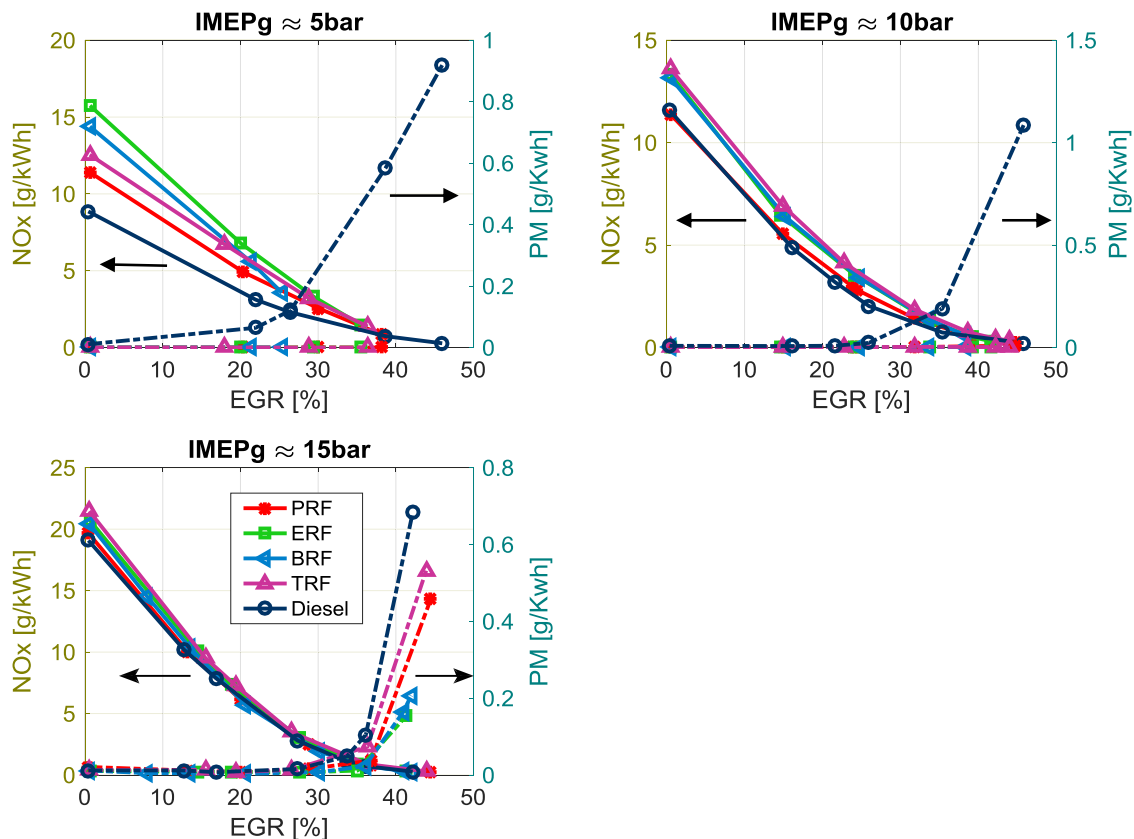 IMEPg ≈ 5bar
20
15
10
5
0
NOx [g/kWh]
1
0.8
0.6
0.4
0.2
0
PM [g/Kwh]
0 10 20 30 40 50
EGR [%]
IMEPg ≈ 10bar
15
10
5
0
NOx [g/kWh]
1.5
1
0.5
0
PM [g/Kwh]
0 10 20 30 40 50
EGR [%]
IMEPg ≈ 15bar
25
20
15
10
5
0
NOx [g/kWh]
PRF
ERF
BRF
TRF
Diesel
0.8
0.6
0.4
0.2
0
PM [g/Kwh]
0 10 20 30 40 50
EGR [%]